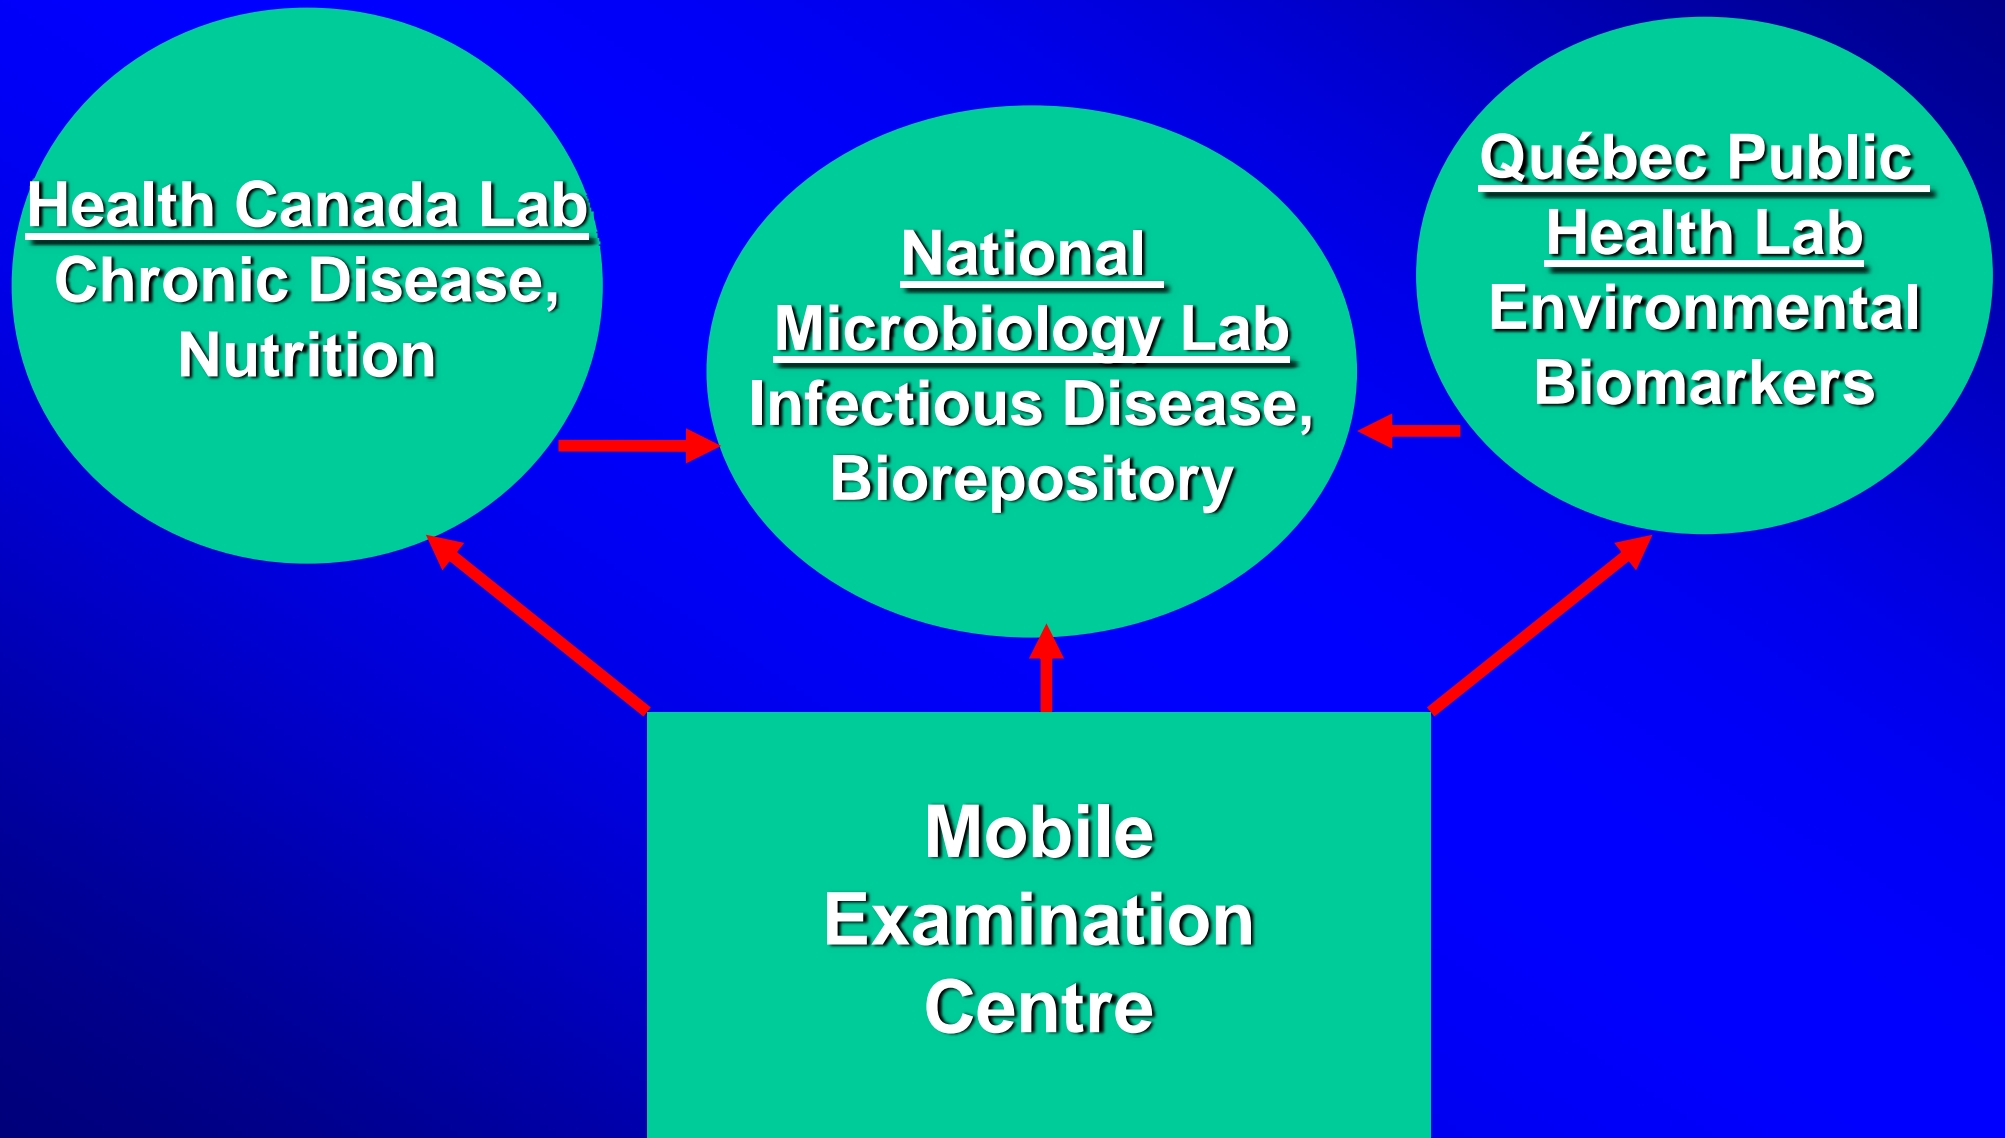 Health Canada Lab
Chronic Disease,
Nutrition
National
Microbiology Lab
Infectious Disease,
Biorepository
Québec Public
Health Lab
Environmental
Biomarkers
Mobile
Examination
Centre